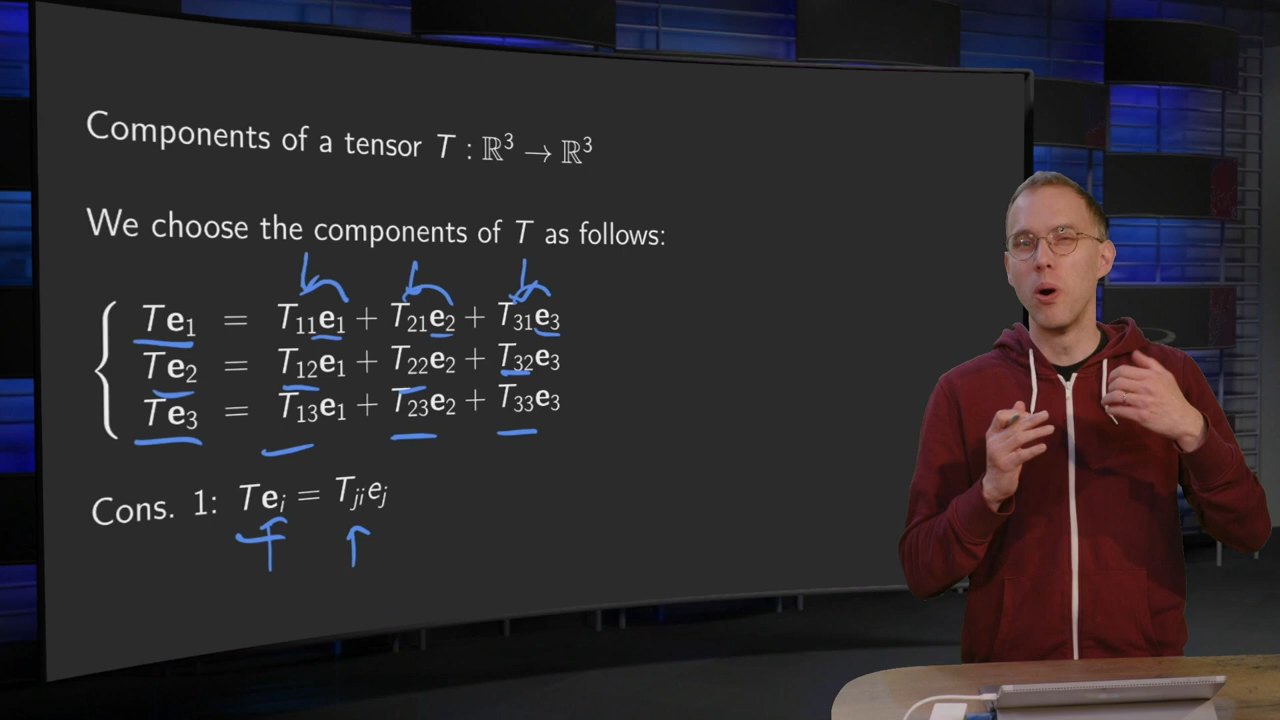 Components of a tensor T : ℝ³ → ℝ³
We choose the components of T as follows:
Te₁ = T₁₁e₁ + T₂₁e₂ + T₃₁e₃
Te₂ = T₁₂e₁ + T₂₂e₂ + T₃₂e₃
Te₃ = T₁₃e₁ + T₂₃e₂ + T₃₃e₃
Cons. 1: Teᵢ = Tⱼᵢeⱼ